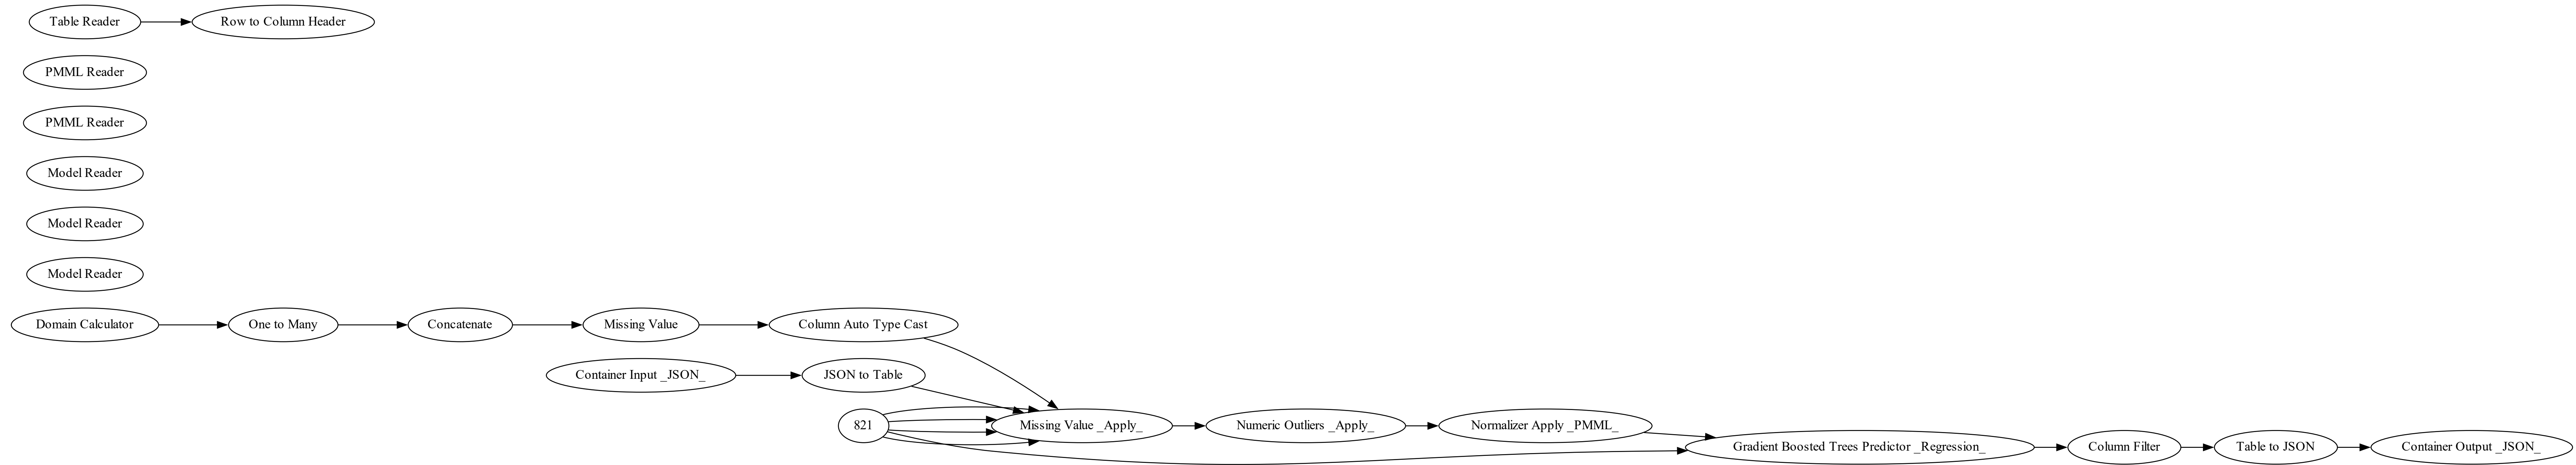 Table Reader
Row to Column Header
PMML Reader
PMML Reader
Model Reader
Model Reader
Model Reader
Domain Calculator
One to Many
Concatenate
Missing Value
Column Auto Type Cast
Container Input _JSON_
JSON to Table
821
Missing Value _Apply_
Numeric Outliers _Apply_
Normalizer Apply _PMML_
Gradient Boosted Trees Predictor _Regression_
Column Filter
Table to JSON
Container Output _JSON_